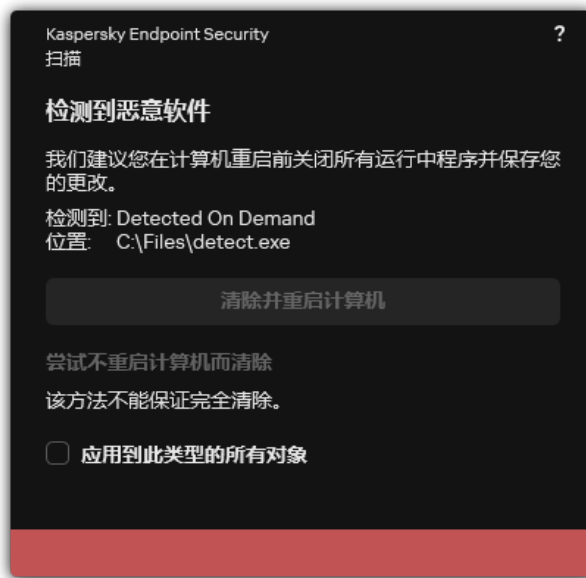 Kaspersky Endpoint Security
?
扫描
检测到恶意软件
我们建议您在计算机重启前关闭所有运行中程序并保存您
的更改。
检测到: Detected On Demand
位置: C:\Files\detect.exe
清除并重启计算机
尝试不重启计算机而清除
该方法不能保证完全清除。
应用到此类型的所有对象